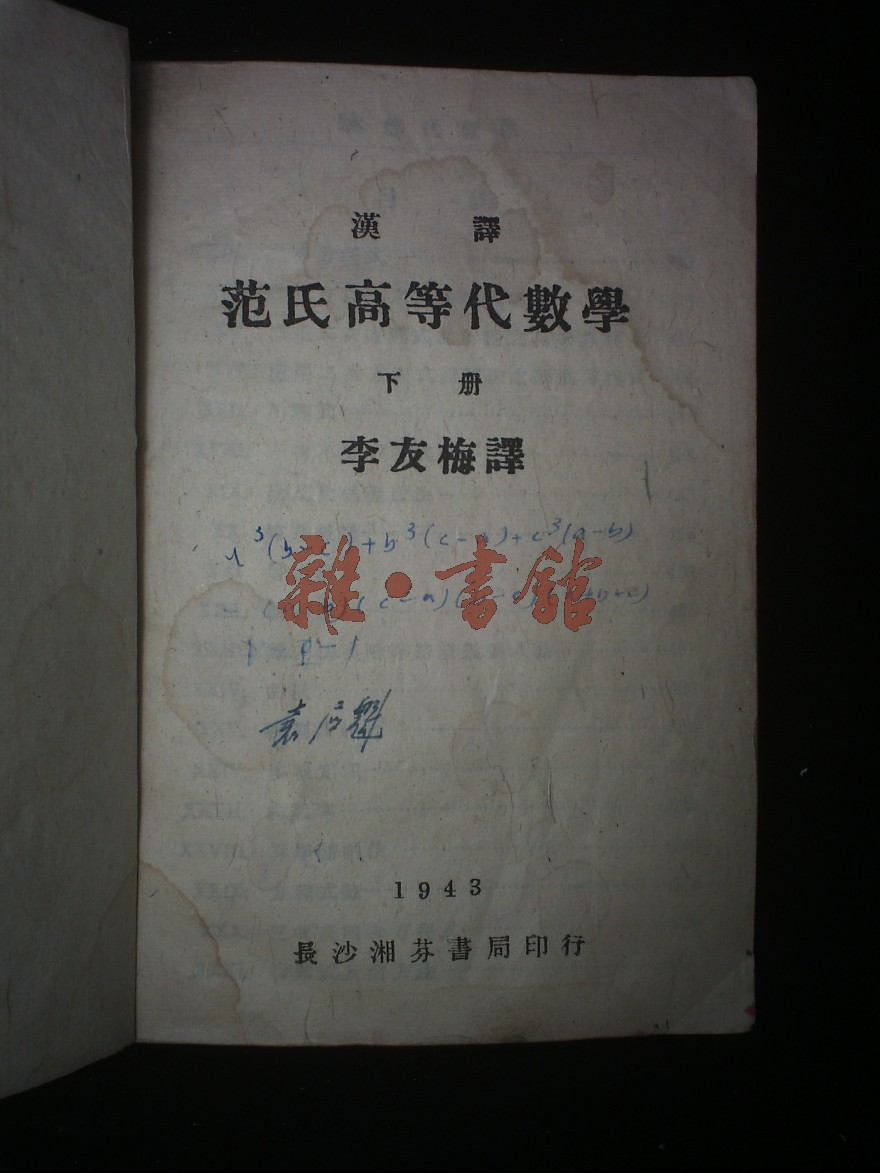 漢譯
范氏高等代數學
下册
李友梅譯
3(b-c)+b3(c-a)+c3(a-b)
雜·書館
(c-a)( +b+c)
1943
長沙湘芬書局印行